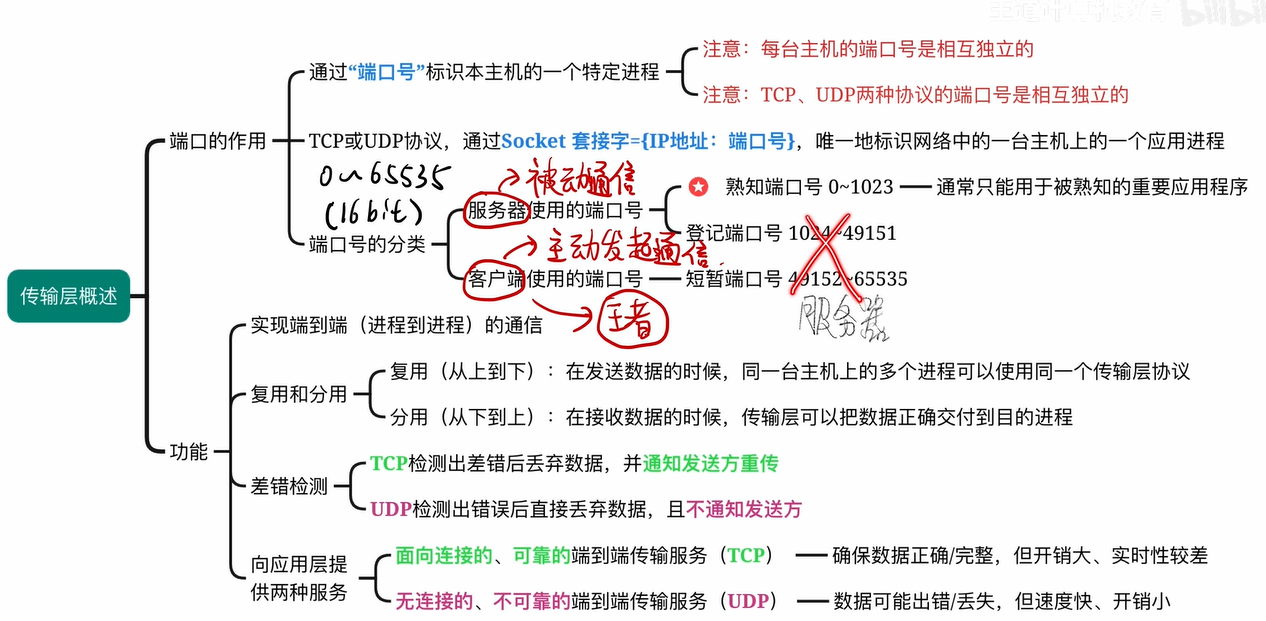 bilibili
传输层概述
端口的作用
通过“端口号”标识本主机的一个特定进程
注意：每台主机的端口号是相互独立的
注意：TCP、UDP两种协议的端口号是相互独立的
TCP或UDP协议，通过Socket 套接字={IP地址：端口号}，唯一地标识网络中的一台主机上的一个应用进程
0~65535
(16bit)
端口号的分类
被动通信
服务器使用的端口号
熟知端口号 0~1023
通常只能用于被熟知的重要应用程序
登记端口号 1024~49151
主动发起通信.
客户端使用的端口号
短暂端口号 49152~65535
王者
服务器
功能
实现端到端（进程到进程）的通信
复用和分用
复用（从上到下）：在发送数据的时候，同一台主机上的多个进程可以使用同一个传输层协议
分用（从下到上）：在接收数据的时候，传输层可以把数据正确交付到目的进程
差错检测
TCP检测出差错后丢弃数据，并通知发送方重传
UDP检测出错误后直接丢弃数据，且不通知发送方
向应用层提
供两种服务
面向连接的、可靠的端到端传输服务（TCP）
确保数据正确/完整，但开销大、实时性较差
无连接的、不可靠的端到端传输服务（UDP）
数据可能出错/丢失，但速度快、开销小